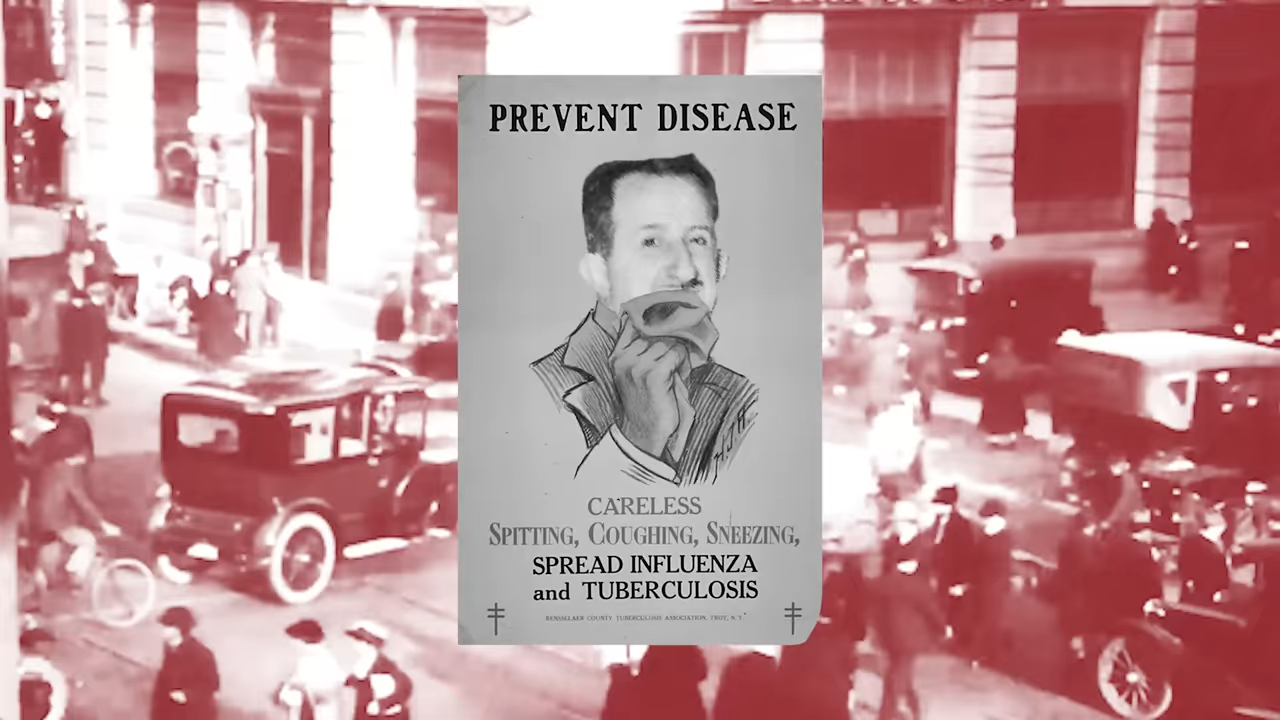 PREVENT DISEASE
H.J.H.
CARELESS
SPITTING, COUGHING, SNEEZING,
SPREAD INFLUENZA
and TUBERCULOSIS
RENSSELAER COUNTY TUBERCULOSIS ASSOCIATION, TROY, N.Y.